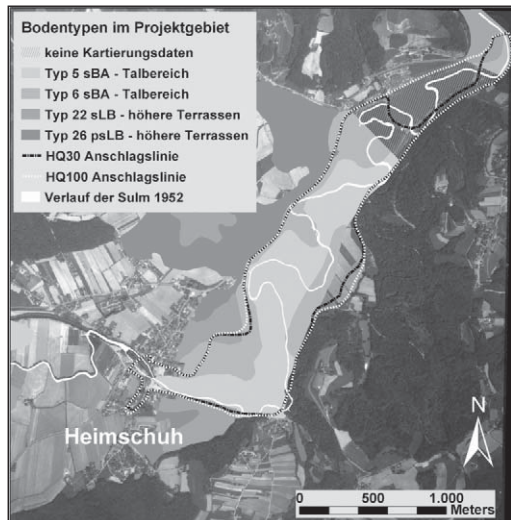 Bodentypen im Projektgebiet
keine Kartierungsdaten
Typ 5 sBA - Talbereich
Typ 6 sBA - Talbereich
Typ 22 sLB - höhere Terrassen
Typ 26 psLB - höhere Terrassen
HQ30 Anschlagslinie
HQ100 Anschlagslinie
Verlauf der Sulm 1952
Heimschuh
N
0 500 1.000
Meters